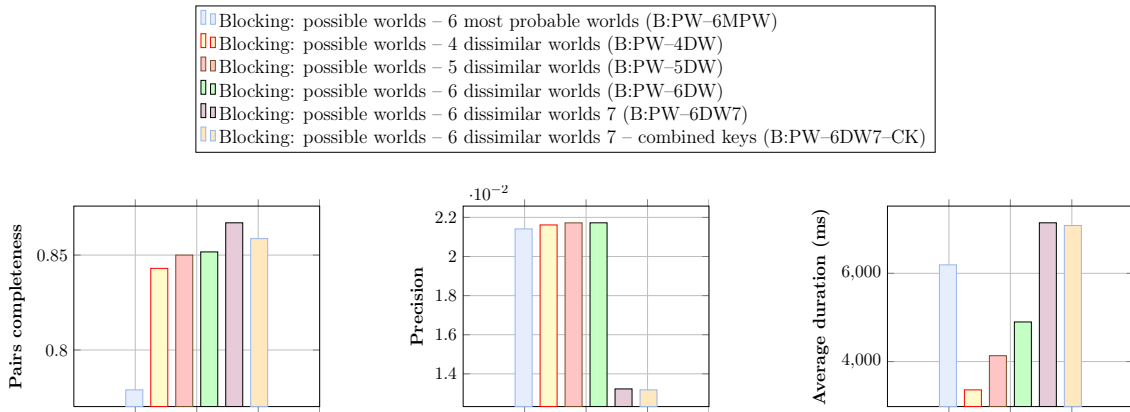 Blocking: possible worlds – 6 most probable worlds (B:PW–6MPW)
Blocking: possible worlds – 4 dissimilar worlds (B:PW–4DW)
Blocking: possible worlds – 5 dissimilar worlds (B:PW–5DW)
Blocking: possible worlds – 6 dissimilar worlds (B:PW–6DW)
Blocking: possible worlds – 6 dissimilar worlds 7 (B:PW–6DW7)
Blocking: possible worlds – 6 dissimilar worlds 7 – combined keys (B:PW–6DW7–CK)
Pairs completeness
0.85
0.8
·10⁻²
Precision
2.2
2
1.8
1.6
1.4
Average duration (ms)
6,000
4,000